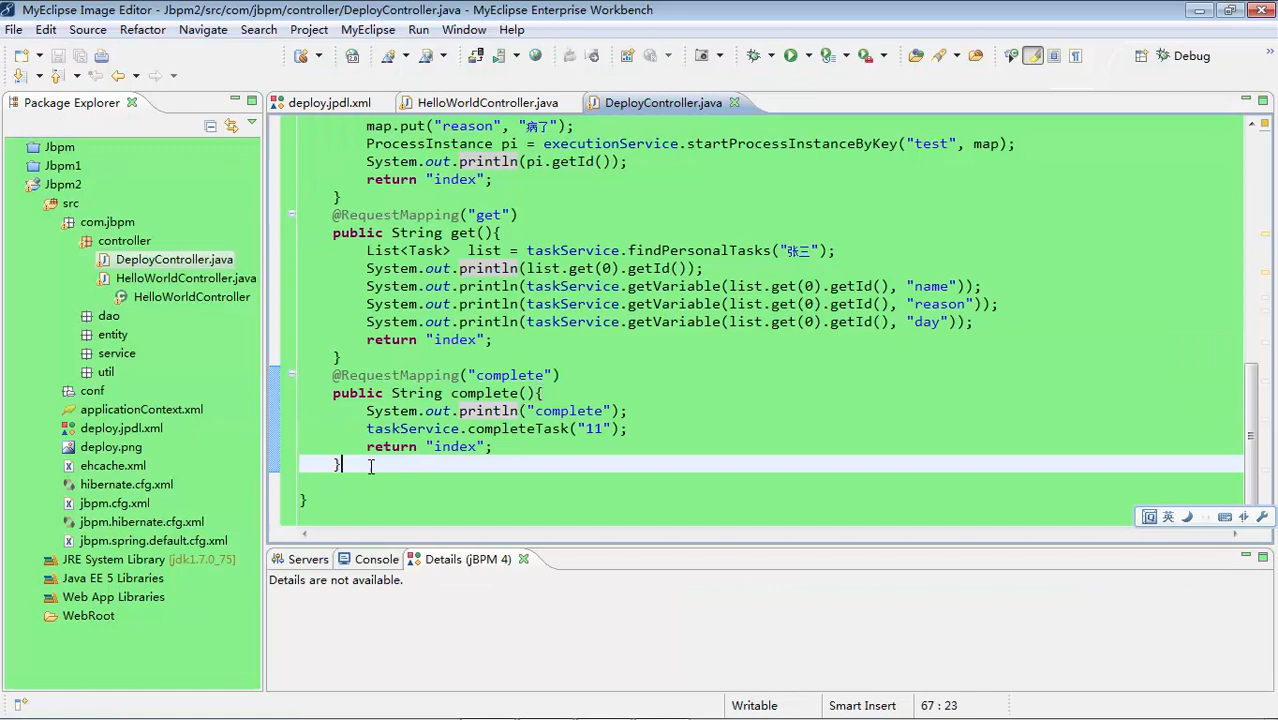 MyEclipse Image Editor - Jbpm2/src/com/jbpm/controller/DeployController.java - MyEclipse Enterprise Workbench
File Edit Source Refactor Navigate Search Project MyEclipse Run Window Help
Debug
Package Explorer
deploy.jpdl.xml HelloWorldController.java DeployController.java
Jbpm
Jbpm1
Jbpm2
src
com.jbpm
controller
DeployController.java
HelloWorldController.java
HelloWorldController
dao
entity
service
util
conf
applicationContext.xml
deploy.jpdl.xml
deploy.png
ehcache.xml
hibernate.cfg.xml
jbpm.cfg.xml
jbpm.hibernate.cfg.xml
jbpm.spring.default.cfg.xml
JRE System Library [jdk1.7.0_75]
Java EE 5 Libraries
Web App Libraries
WebRoot
map.put("reason", "病了");
ProcessInstance pi = executionService.startProcessInstanceByKey("test", map);
System.out.println(pi.getId());
return "index";
}
@RequestMapping("get")
public String get(){
List<Task> list = taskService.findPersonalTasks("张三");
System.out.println(list.get(0).getId());
System.out.println(taskService.getVariable(list.get(0).getId(), "name"));
System.out.println(taskService.getVariable(list.get(0).getId(), "reason"));
System.out.println(taskService.getVariable(list.get(0).getId(), "day"));
return "index";
}
@RequestMapping("complete")
public String complete(){
System.out.println("complete");
taskService.completeTask("11");
return "index";
}
}
英
Servers Console Details (jBPM 4)
Details are not available.
Writable Smart Insert 67 : 23